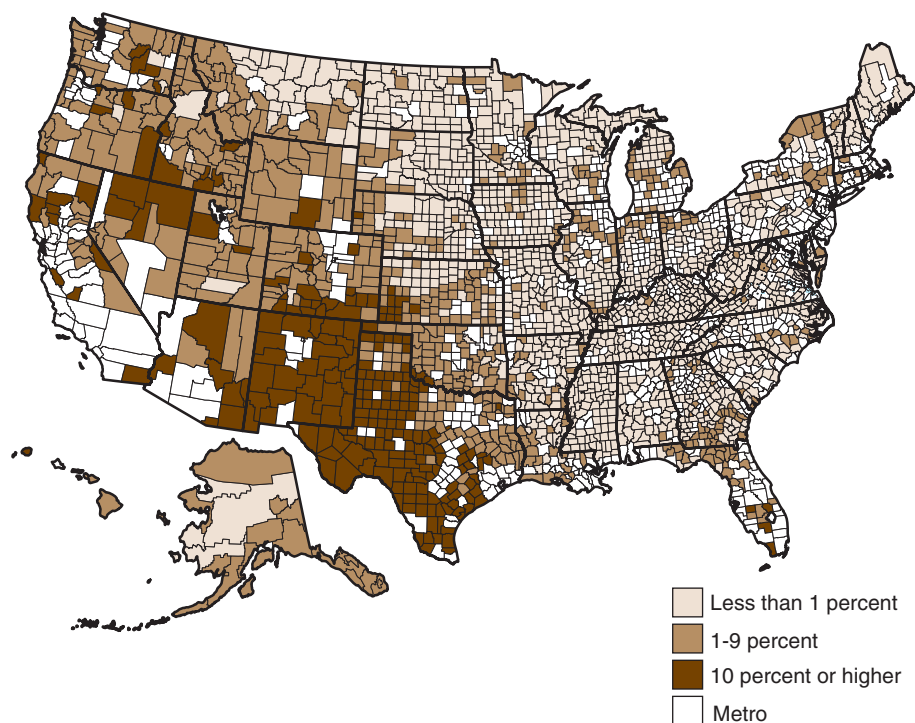 Less than 1 percent
1-9 percent
10 percent or higher
Metro